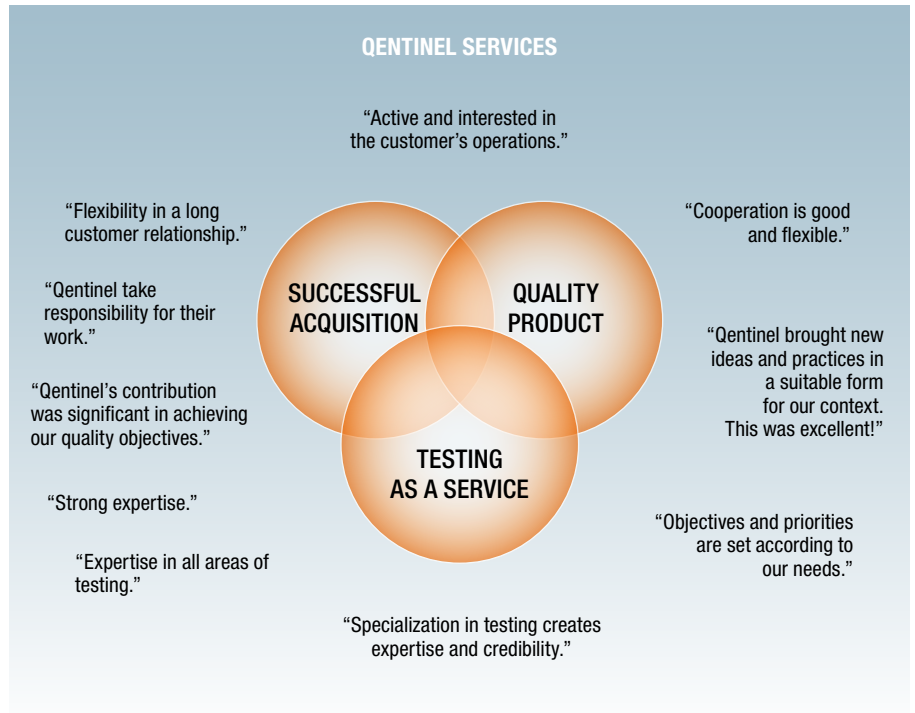 QENTINEL SERVICES
“Active and interested in
the customer’s operations.”
“Flexibility in a long
customer relationship.”
“Cooperation is good
and flexible.”
“Qentinel take
responsibility for their
work.”
SUCCESSFUL
ACQUISITION
QUALITY
PRODUCT
“Qentinel brought new
ideas and practices in
a suitable form
for our context.
This was excellent!”
“Qentinel’s contribution
was significant in achieving
our quality objectives.”
TESTING
AS A SERVICE
“Strong expertise.”
“Objectives and priorities
are set according to
our needs.”
“Expertise in all areas of
testing.”
“Specialization in testing creates
expertise and credibility.”